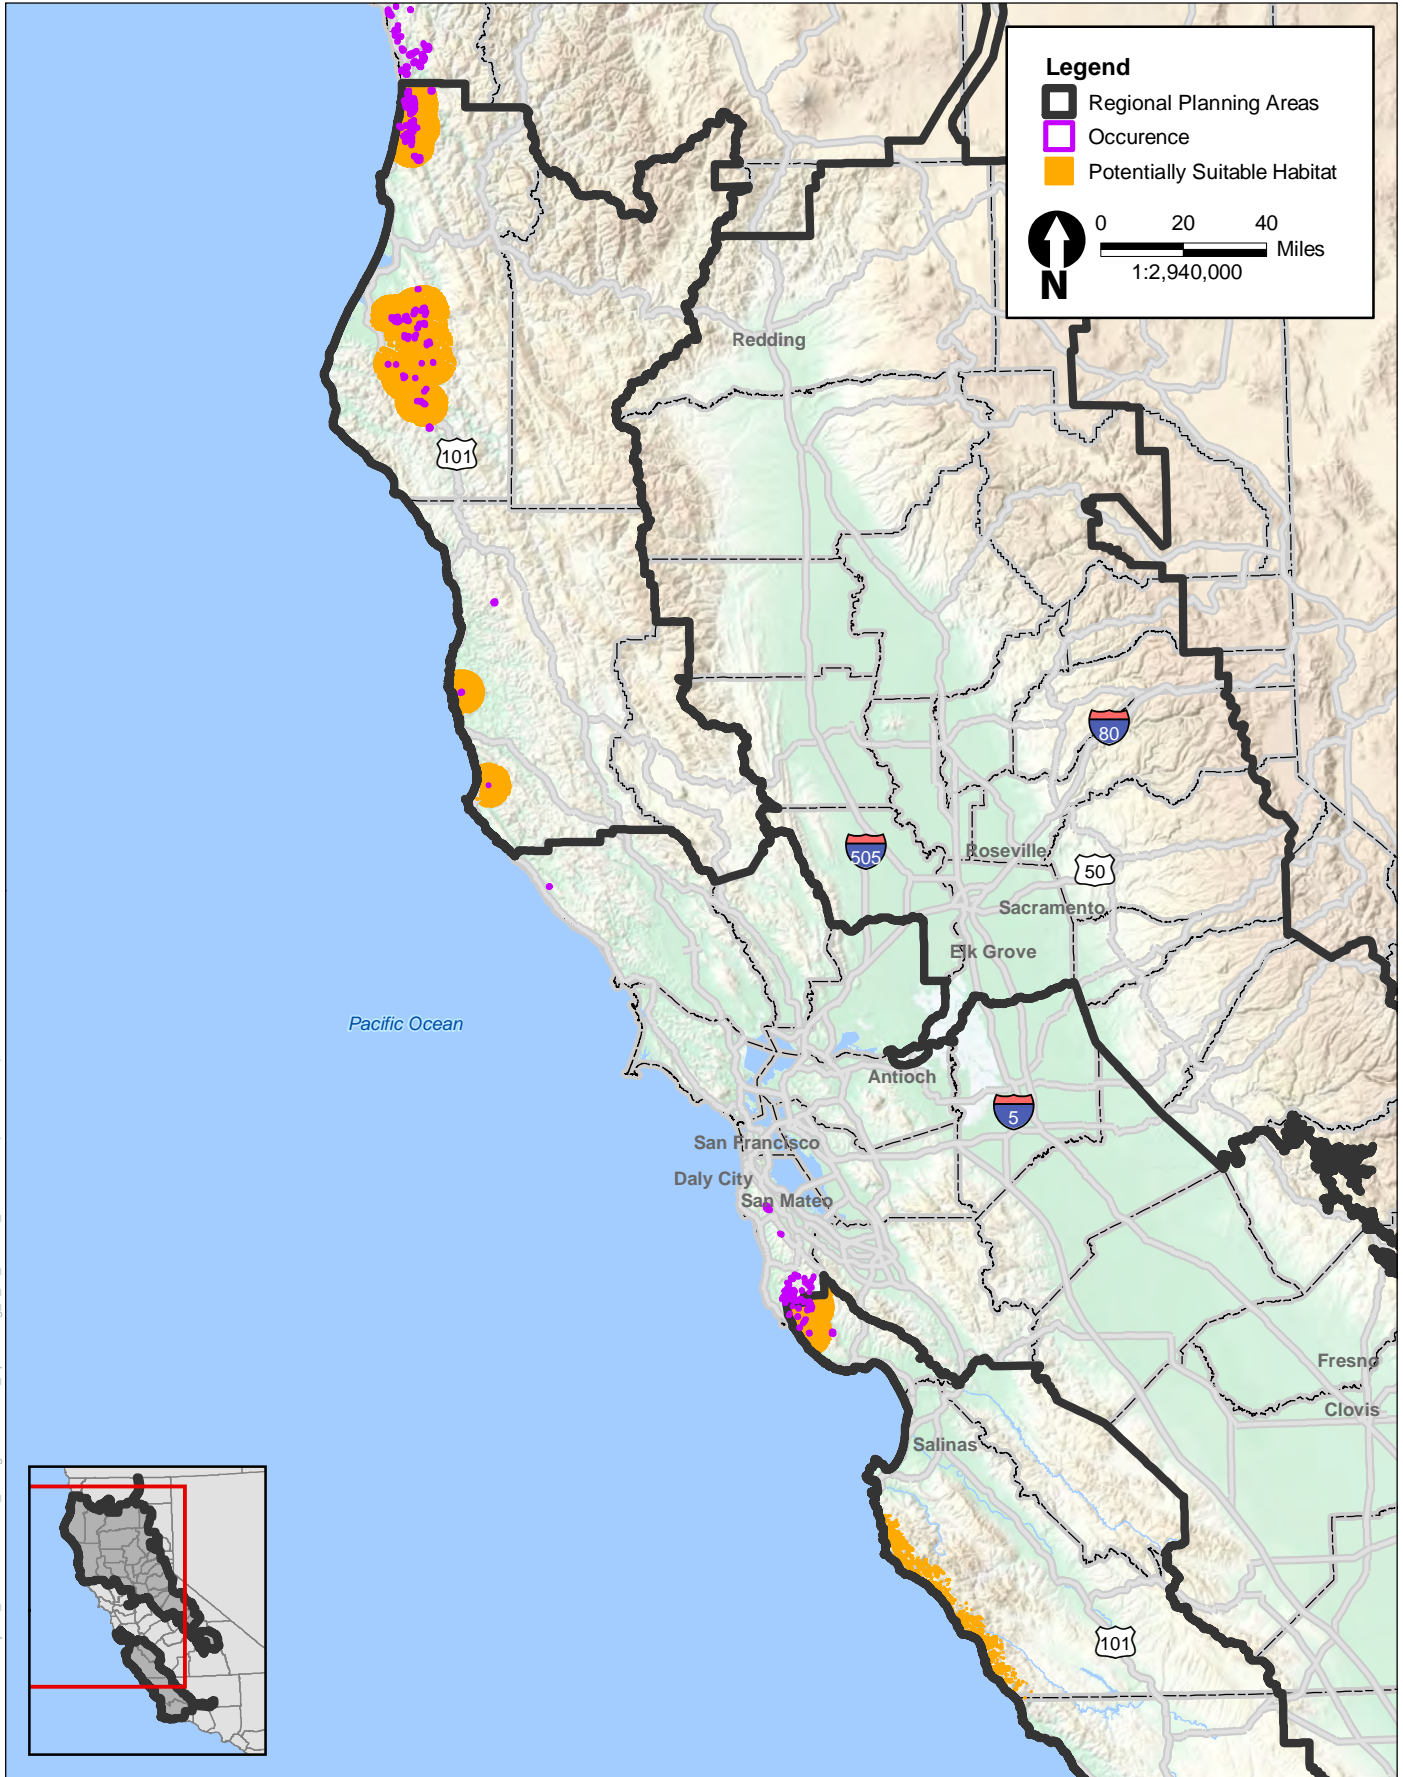 Legend
Regional Planning Areas
Occurence
Potentially Suitable Habitat
0 20 40
Miles
1:2,940,000
N
Redding
101
80
505
Roseville
50
Sacramento
Elk Grove
Pacific Ocean
Antioch
5
San Francisco
Daly City
San Mateo
Fresno
Clovis
Salinas
101